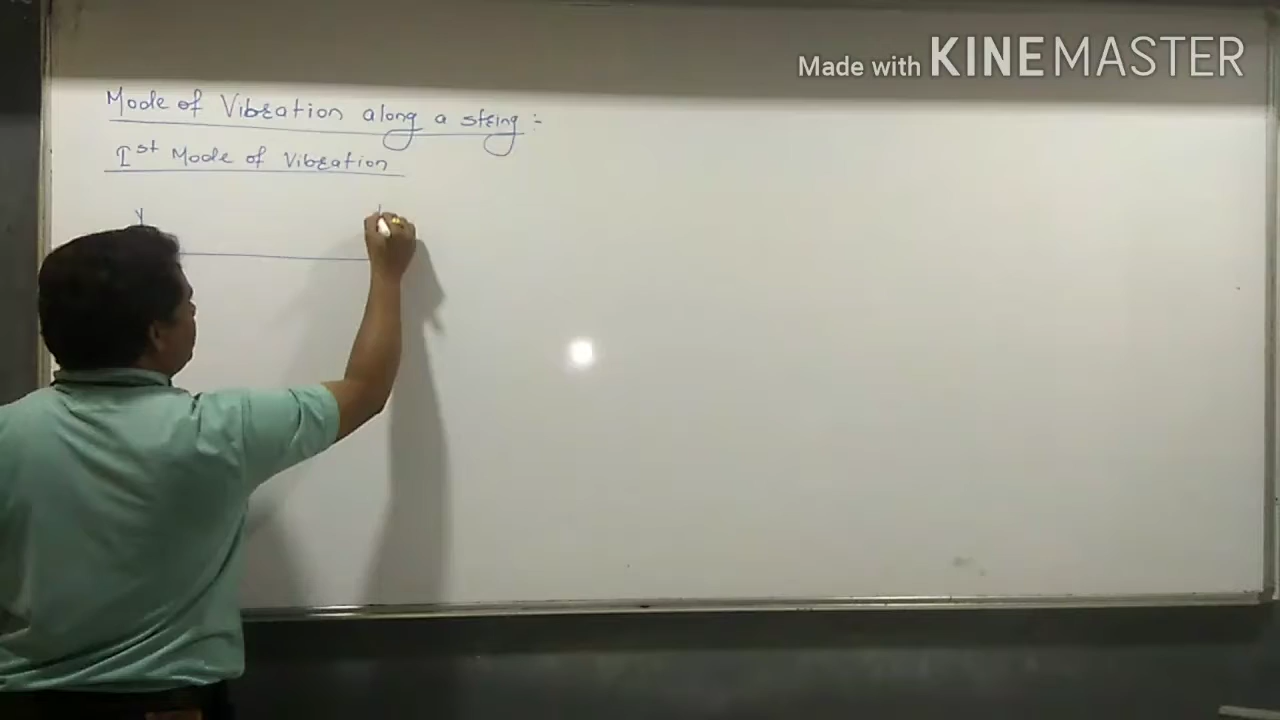 Made with KINEMASTER
Mode of Vibration along a string :-
Ist Mode of Vibration